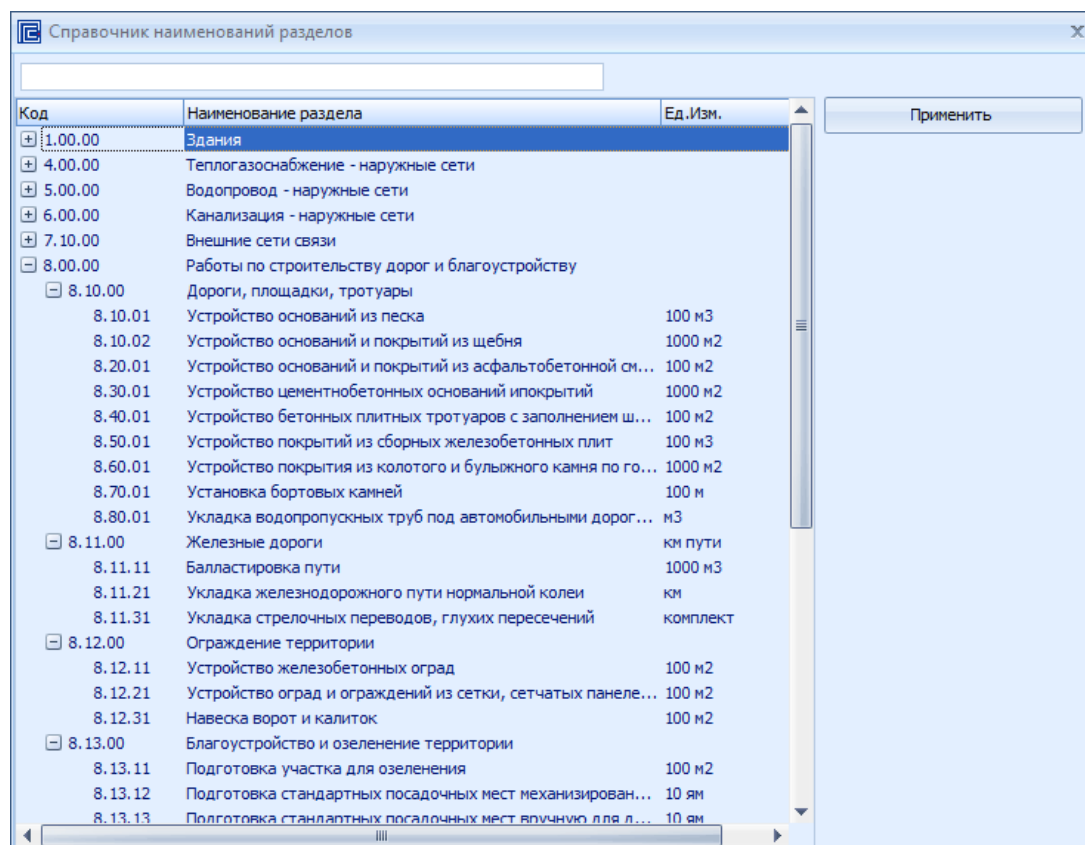 Справочник наименований разделов
Код Наименование раздела Ед.Изм.
Применить
1.00.00 Здания
4.00.00 Теплогазоснабжение - наружные сети
5.00.00 Водопровод - наружные сети
6.00.00 Канализация - наружные сети
7.10.00 Внешние сети связи
8.00.00 Работы по строительству дорог и благоустройству
8.10.00 Дороги, площадки, тротуары
8.10.01 Устройство оснований из песка 100 м3
8.10.02 Устройство оснований и покрытий из щебня 1000 м2
8.20.01 Устройство оснований и покрытий из асфальтобетонной см... 100 м2
8.30.01 Устройство цементнобетонных оснований ипокрытий 1000 м2
8.40.01 Устройство бетонных плитных тротуаров с заполнением ш... 100 м2
8.50.01 Устройство покрытий из сборных железобетонных плит 100 м3
8.60.01 Устройство покрытия из колотого и булыжного камня по го... 1000 м2
8.70.01 Установка бортовых камней 100 м
8.80.01 Укладка водопропускных труб под автомобильными дорог... м3
8.11.00 Железные дороги км пути
8.11.11 Балластировка пути 1000 м3
8.11.21 Укладка железнодорожного пути нормальной колеи км
8.11.31 Укладка стрелочных переводов, глухих пересечений комплект
8.12.00 Ограждение территории
8.12.11 Устройство железобетонных оград 100 м2
8.12.21 Устройство оград и ограждений из сетки, сетчатых панеле... 100 м2
8.12.31 Навеска ворот и калиток 100 м2
8.13.00 Благоустройство и озеленение территории
8.13.11 Подготовка участка для озеленения 100 м2
8.13.12 Подготовка стандартных посадочных мест механизирован... 10 ям
8.13.13 Подготовка стандартных посадочных мест вручную для д... 10 ям